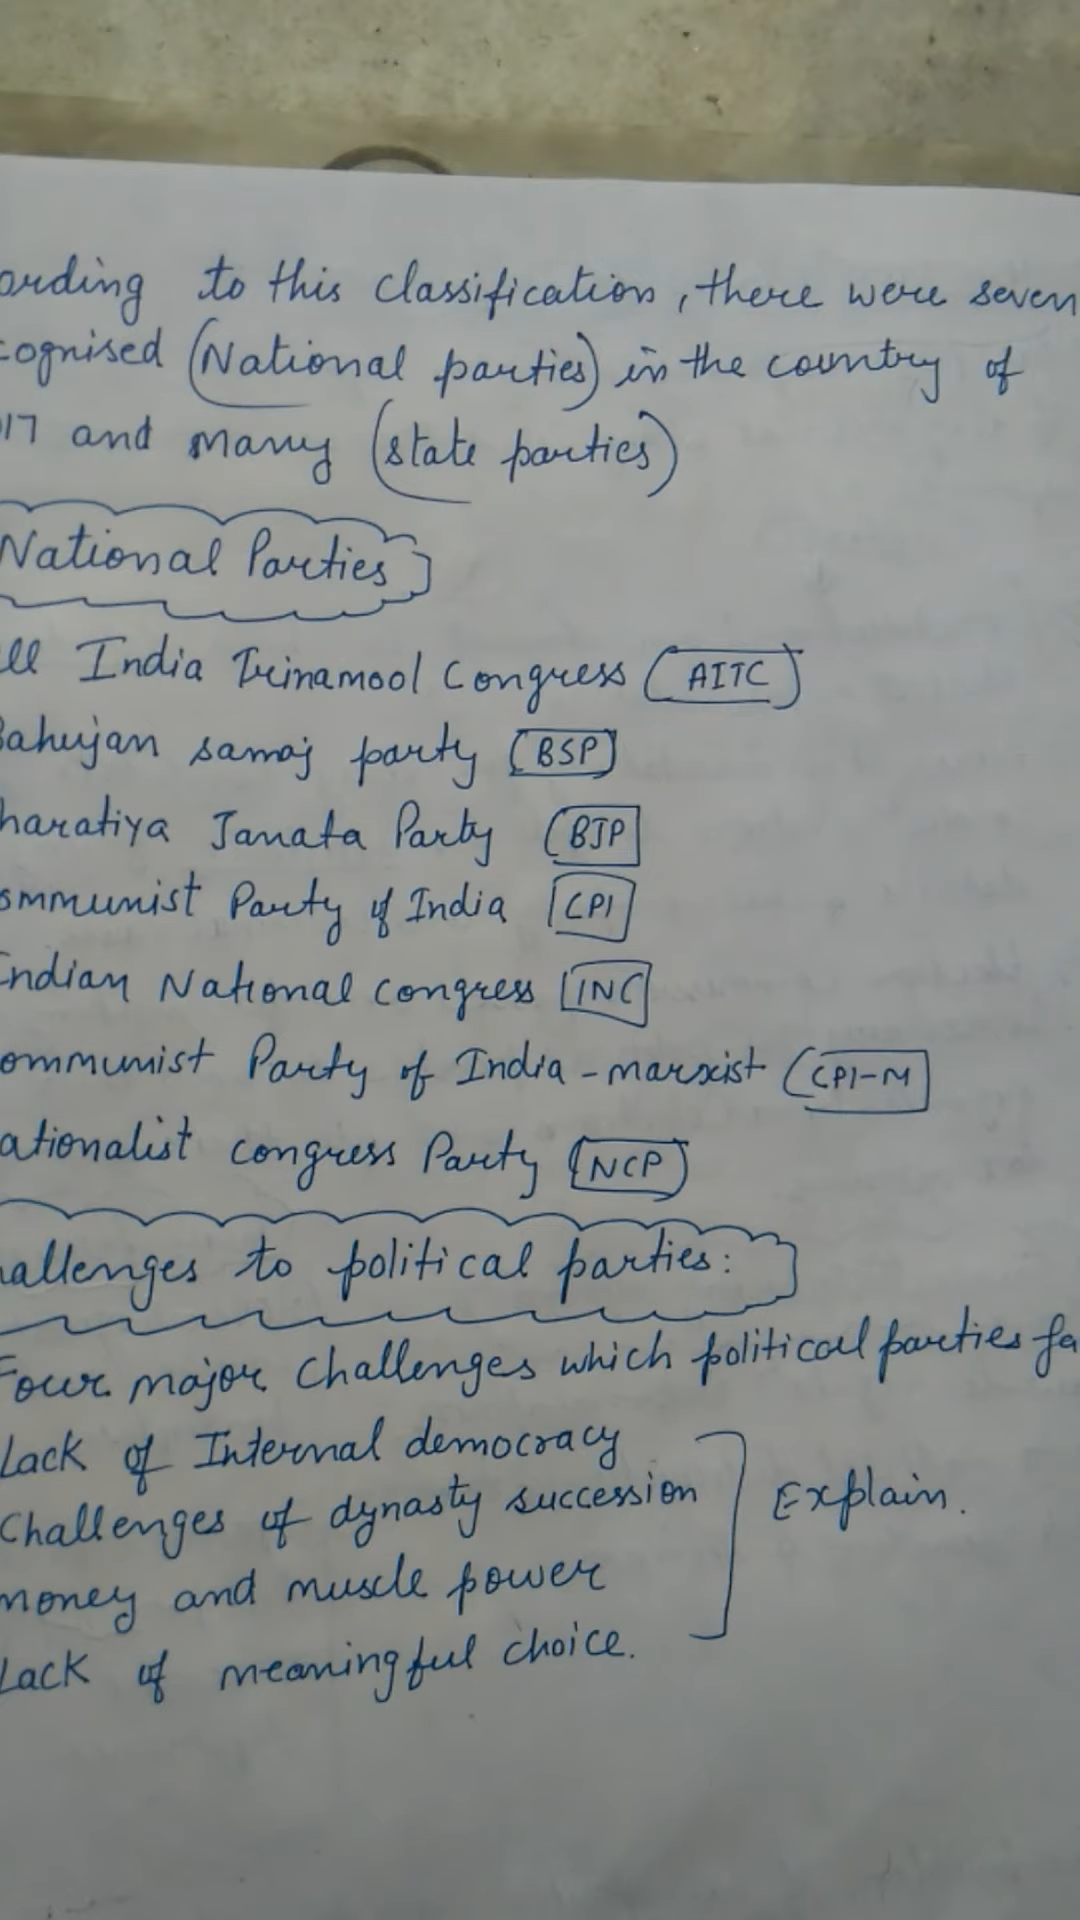 ording to this classification, there were seven
cognised (National parties) in the country of
017 and many (state parties)
National Parties
ll India Trinamool Congress (AITC)
Bahujan samaj party (BSP)
haratiya Janata Party (BJP)
ommunist Party of India [CPI]
Indian National congress [INC]
ommunist Party of India-marxist (CPI-M)
ationalist congress Party [NCP]
hallenges to political parties:
Four major challenges which political parties fa
Lack of Internal democracy
Challenges of dynasty succession
money and muscle power
Lack of meaningful choice.
Explain.